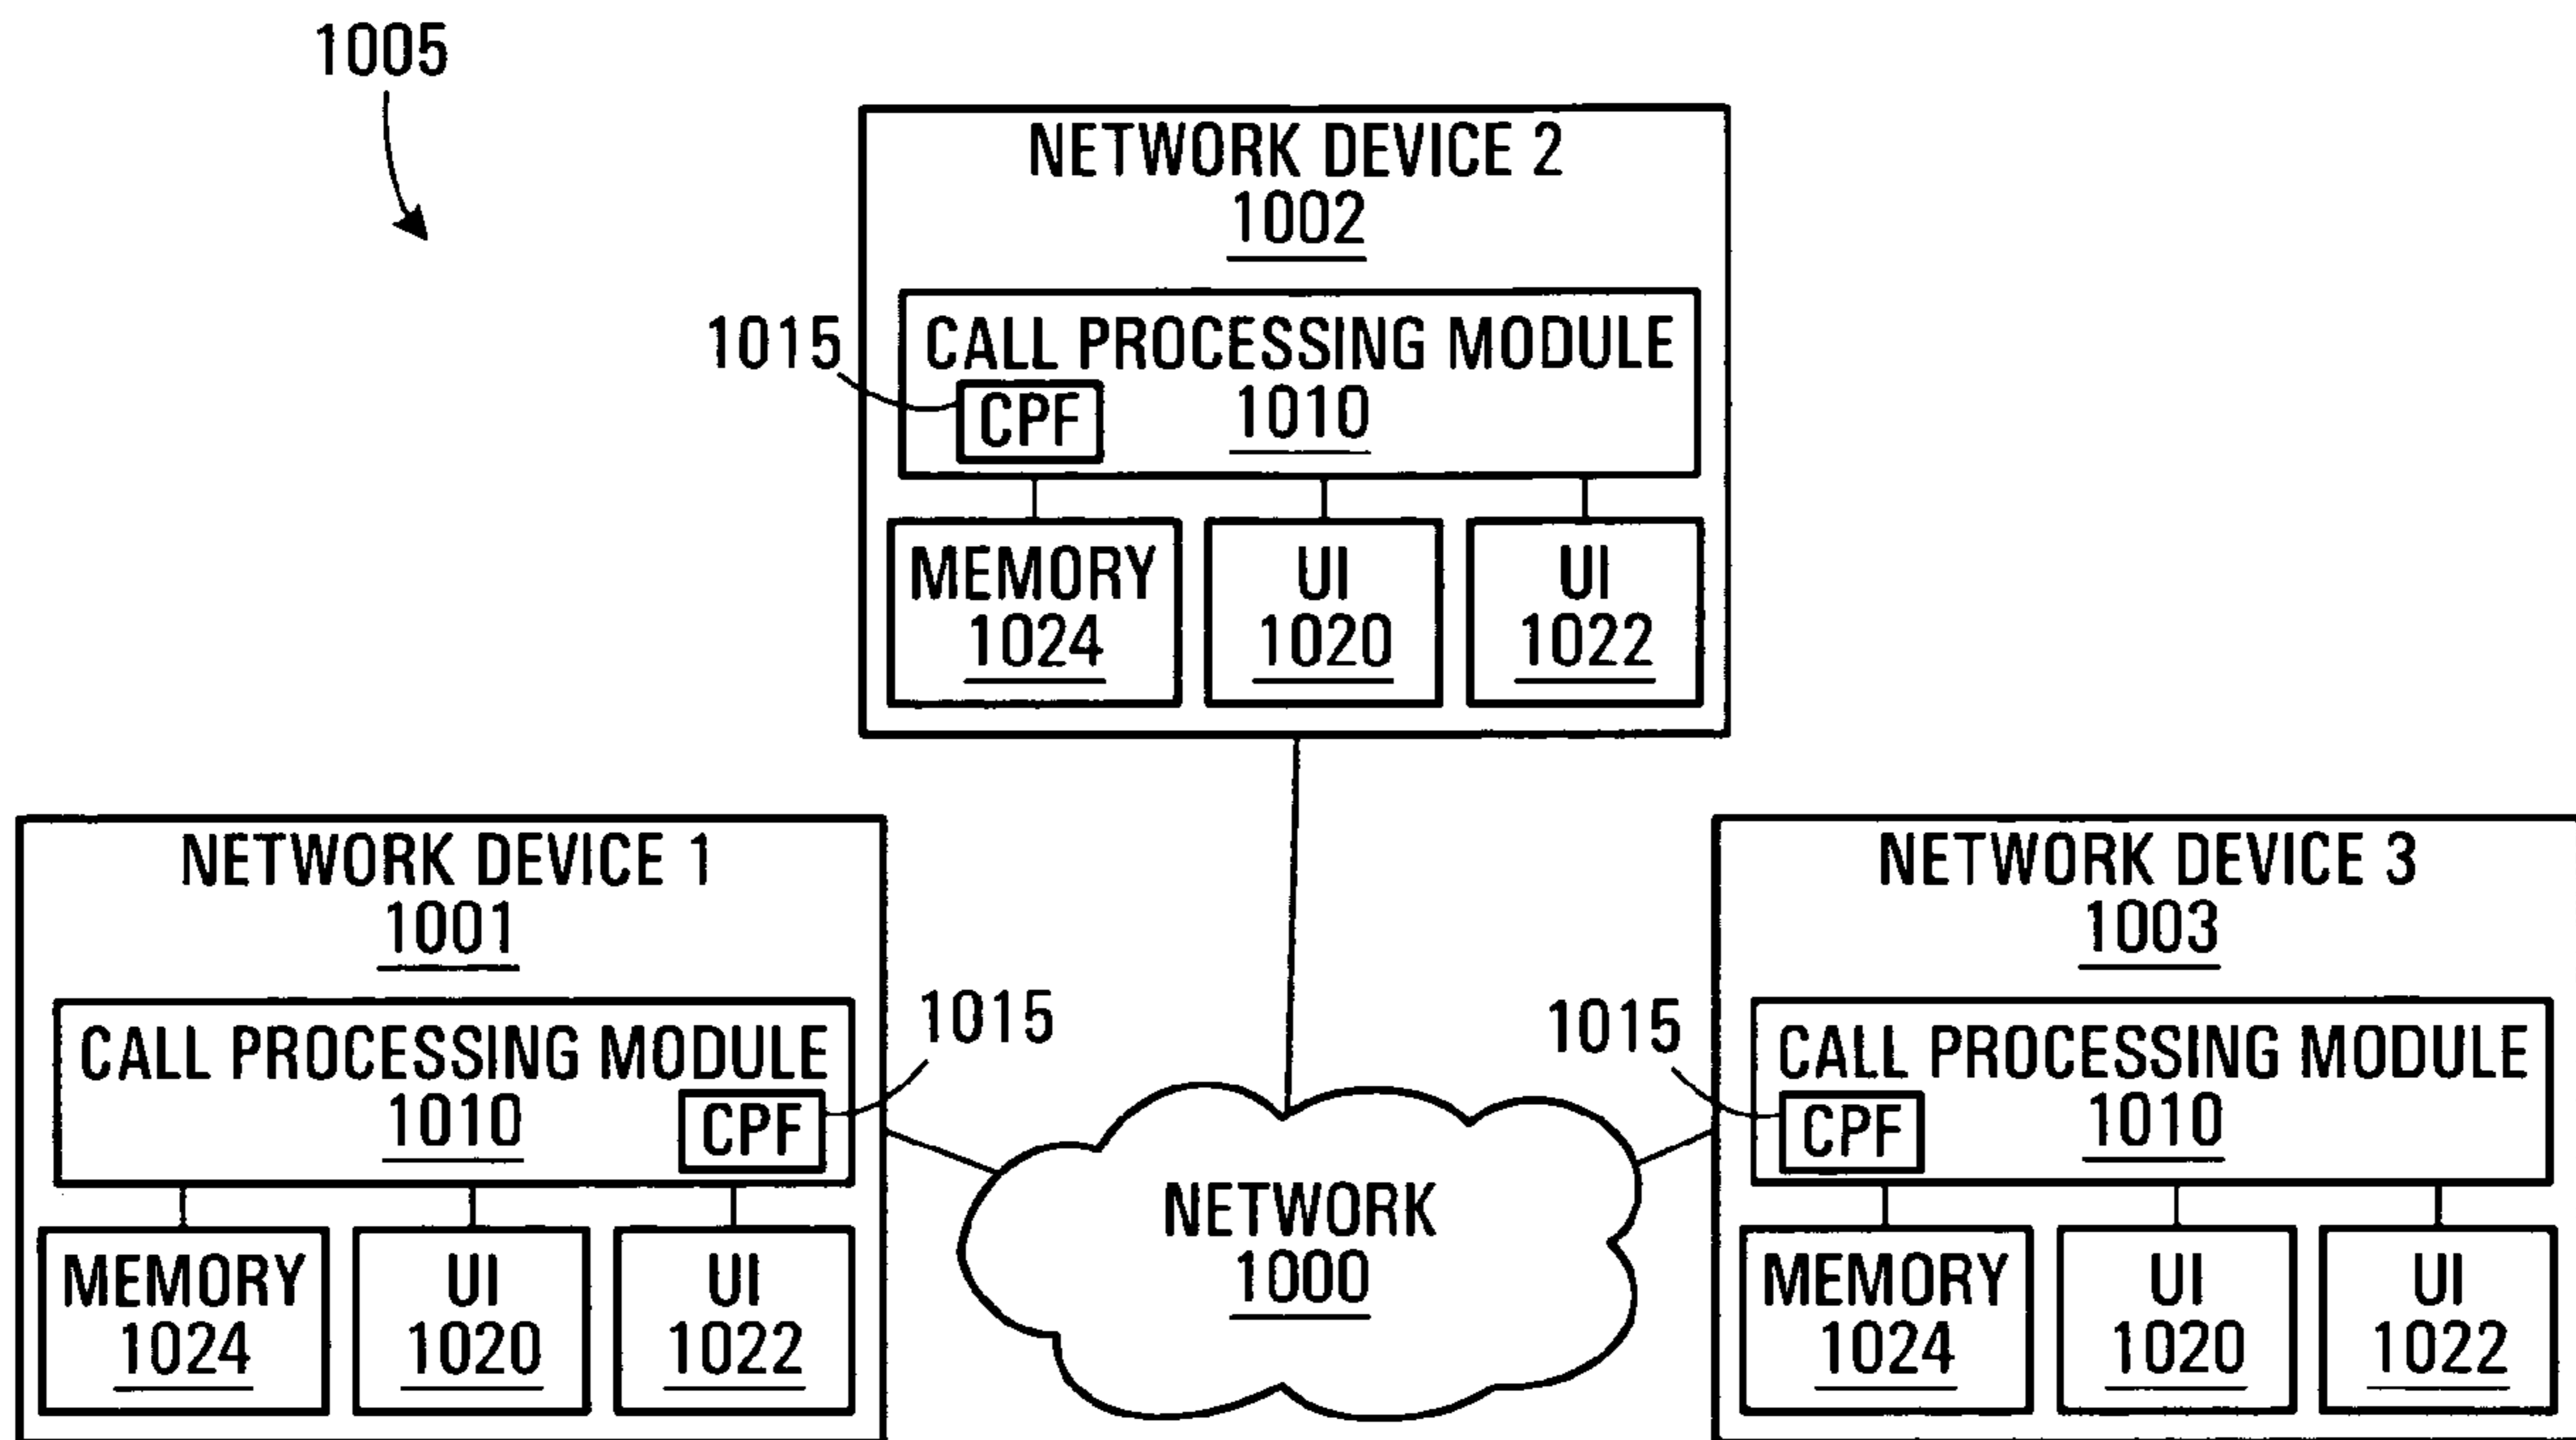 1005
NETWORK DEVICE 2
1002
1015
CALL PROCESSING MODULE
CPF
1010
MEMORY
1024
UI
1020
UI
1022
NETWORK DEVICE 1
1001
CALL PROCESSING MODULE
1010
CPF
1015
MEMORY
1024
UI
1020
UI
1022
NETWORK
1000
NETWORK DEVICE 3
1003
1015
CALL PROCESSING MODULE
CPF
1010
MEMORY
1024
UI
1020
UI
1022